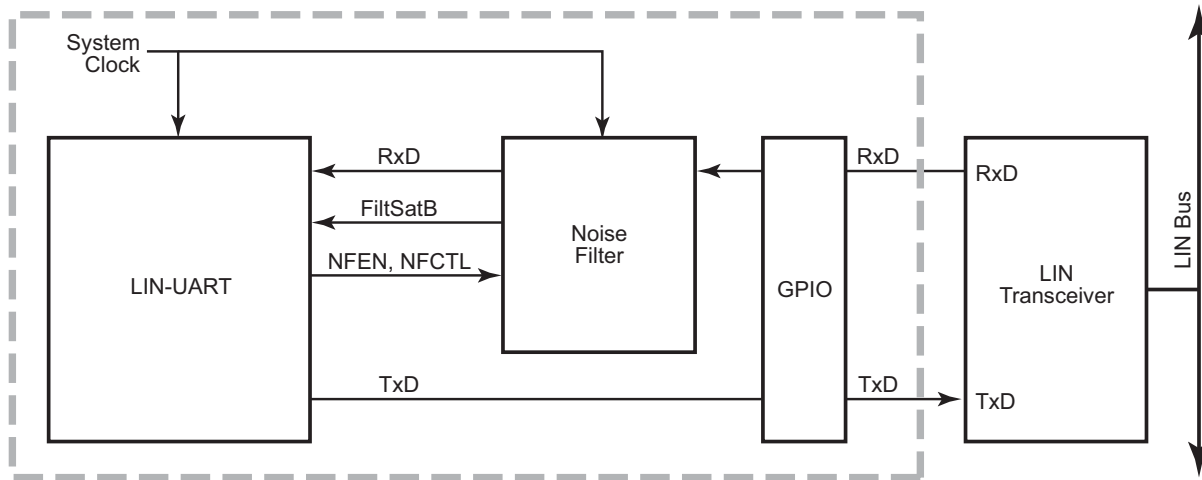 System
Clock
RxD
RxD
RxD
FiltSatB
Noise
Filter
NFEN, NFCTL
LIN-UART
GPIO
LIN
Transceiver
LIN Bus
TxD
TxD
TxD